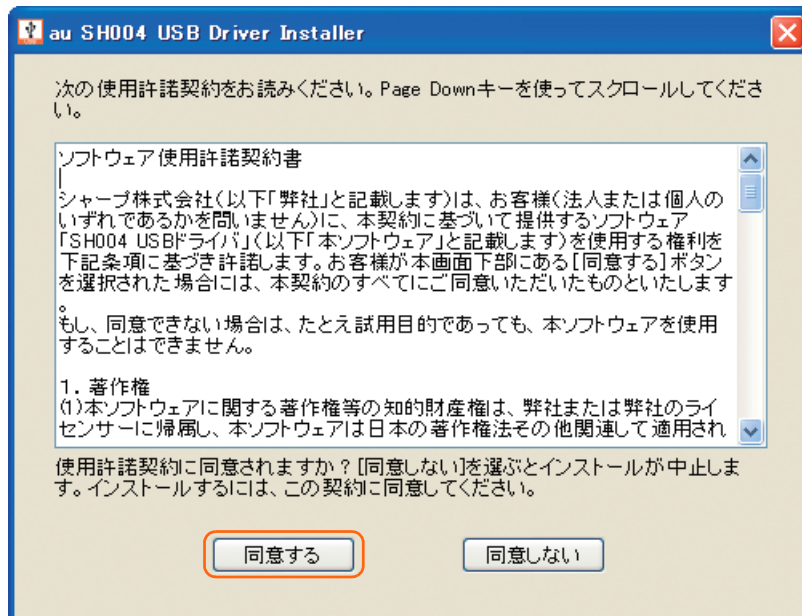 au SH004 USB Driver Installer
次の使用許諾契約をお読みください。Page Downキーを使ってスクロールしてくださ
い。
ソフトウェア使用許諾契約書
シャープ株式会社(以下「弊社」と記載します)は、お客様(法人または個人の
いずれであるかを問いません)に、本契約に基づいて提供するソフトウェア
「SH004 USBドライバ」(以下「本ソフトウェア」と記載します)を使用する権利を
下記条項に基づき許諾します。お客様が本画面下部にある[同意する]ボタン
を選択された場合には、本契約のすべてにご同意いただいたものといたします
。
もし、同意できない場合は、たとえ試用目的であっても、本ソフトウェアを使用
することはできません。
1. 著作権
(1)本ソフトウェアに関する著作権等の知的財産権は、弊社または弊社のライ
センサーに帰属し、本ソフトウェアは日本の著作権法その他関連して適用され
使用許諾契約に同意されますか？[同意しない]を選ぶとインストールが中止しま
す。インストールするには、この契約に同意してください。
同意する
同意しない